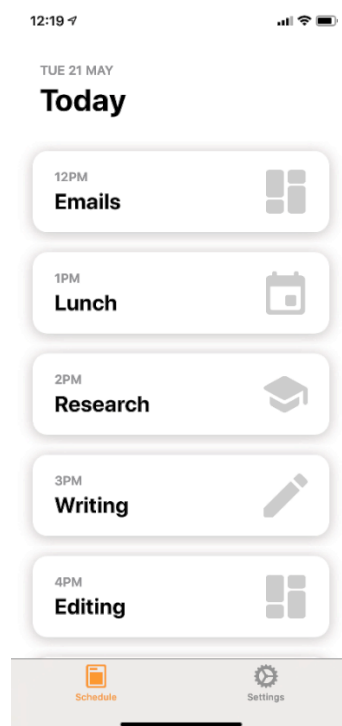 12:19
TUE 21 MAY
Today
12PM
Emails
1PM
Lunch
2PM
Research
3PM
Writing
4PM
Editing
Schedule
Settings